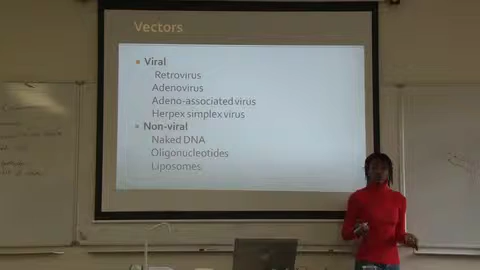 Vectors
Viral
Retrovirus
Adenovirus
Adeno-associated virus
Herpex simplex virus
Non-viral
Naked DNA
Oligonucleotides
Liposomes